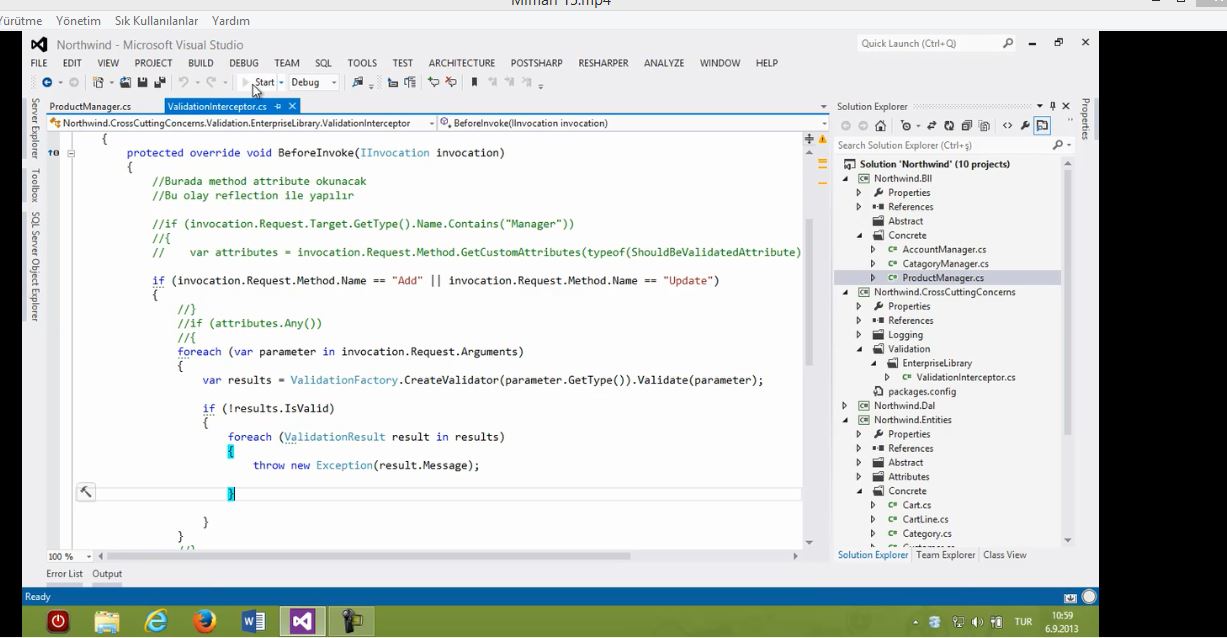 Mimari 15.mp4
Yürütme Yönetim Sık Kullanılanlar Yardım
Northwind - Microsoft Visual Studio
Quick Launch (Ctrl+Q)
FILE EDIT VIEW PROJECT BUILD DEBUG TEAM SQL TOOLS TEST ARCHITECTURE POSTSHARP RESHARPER ANALYZE WINDOW HELP
Start Debug
ProductManager.cs ValidationInterceptor.cs
Northwind.CrossCuttingConcerns.Validation.EnterpriseLibrary.ValidationInterceptor BeforeInvoke(IInvocation invocation)
{
protected override void BeforeInvoke(IInvocation invocation)
{
//Burada method attribute okunacak
//Bu olay reflection ile yapılır
//if (invocation.Request.Target.GetType().Name.Contains("Manager"))
//{
// var attributes = invocation.Request.Method.GetCustomAttributes(typeof(ShouldBeValidatedAttribute)
if (invocation.Request.Method.Name == "Add" || invocation.Request.Method.Name == "Update")
{
//}
//if (attributes.Any())
//{
foreach (var parameter in invocation.Request.Arguments)
{
var results = ValidationFactory.CreateValidator(parameter.GetType()).Validate(parameter);
if (!results.IsValid)
{
foreach (ValidationResult result in results)
{
throw new Exception(result.Message);
}
}
}
//}
100 %
Error List Output
Ready
Server Explorer
Toolbox
SQL Server Object Explorer
Solution Explorer
Search Solution Explorer (Ctrl+ş)
Solution 'Northwind' (10 projects)
Northwind.Bll
Properties
References
Abstract
Concrete
AccountManager.cs
CatagoryManager.cs
ProductManager.cs
Northwind.CrossCuttingConcerns
Properties
References
Logging
Validation
EnterpriseLibrary
ValidationInterceptor.cs
packages.config
Northwind.Dal
Northwind.Entities
Properties
References
Abstract
Attributes
Concrete
Cart.cs
CartLine.cs
Category.cs
Customer.cs
Solution Explorer Team Explorer Class View
Properties
TUR
10:59
6.9.2013